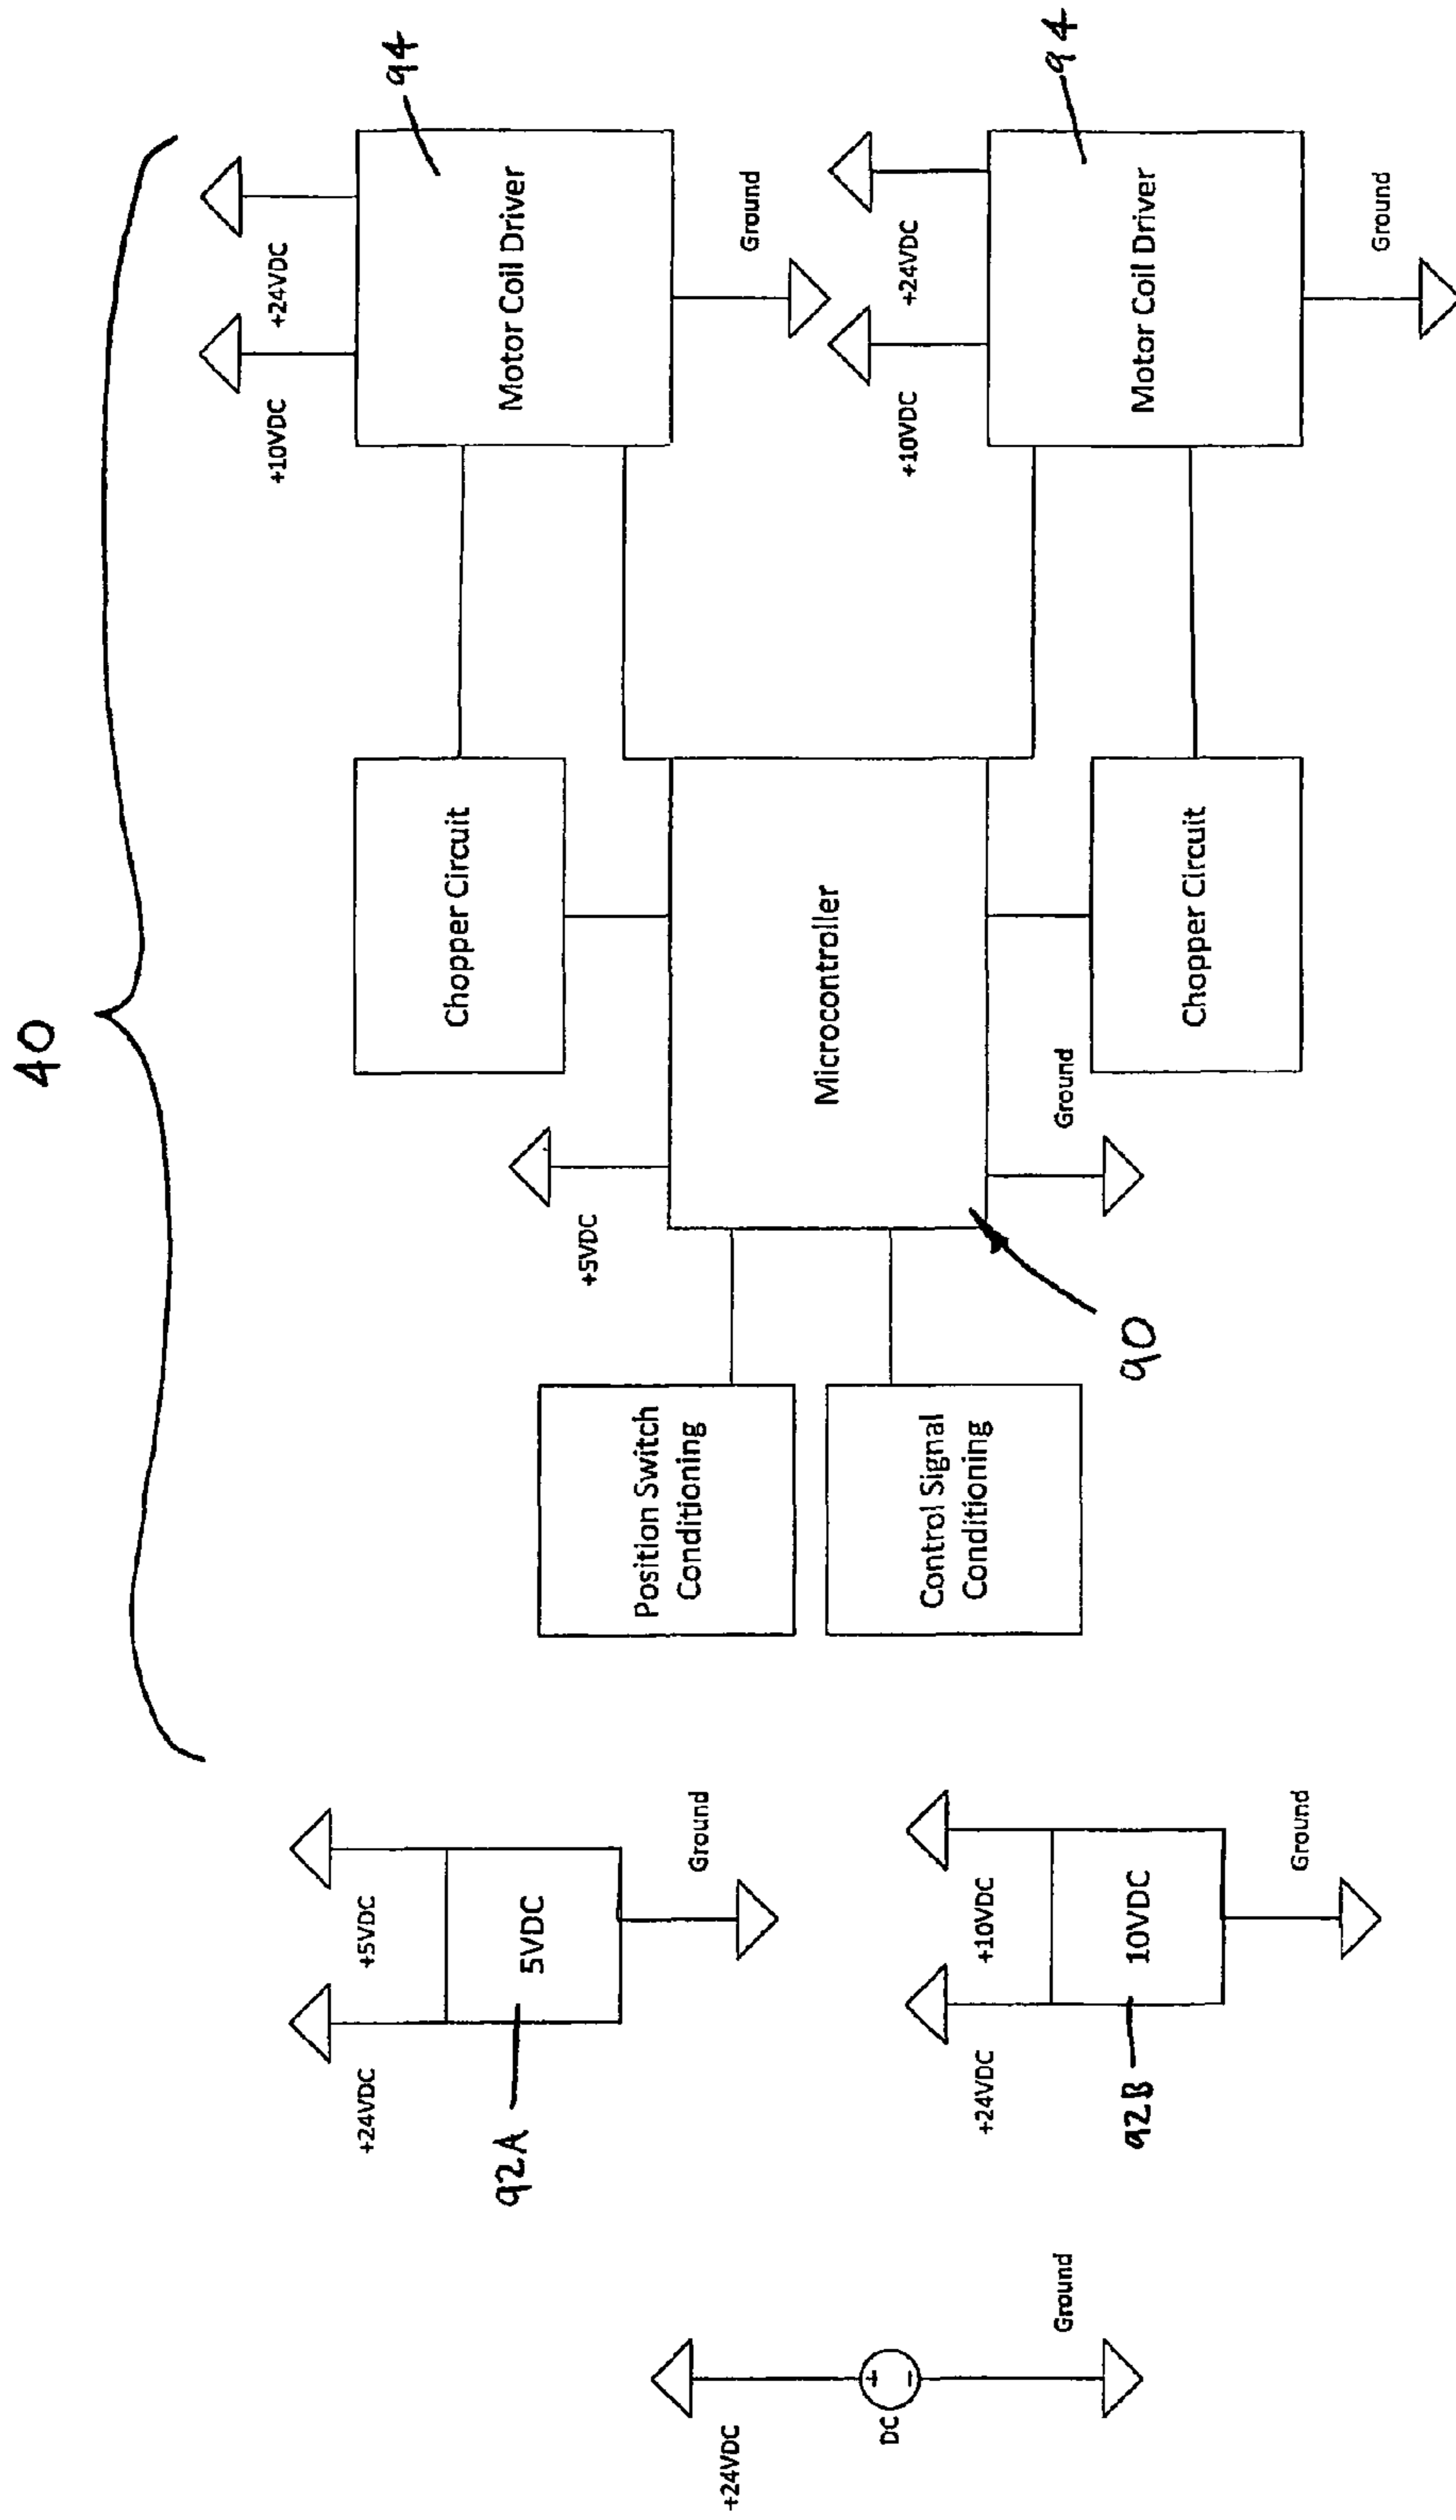 40
+10VDC
+24VDC
94
Motor Coil Driver
Ground
+10VDC
+24VDC
94
Motor Coil Driver
Ground
Chopper Circuit
+5VDC
Microcontroller
Ground
Chopper Circuit
90
Position Switch
Conditioning
Control Signal
Conditioning
+24VDC
+5VDC
5VDC
92A
Ground
+24VDC
+10VDC
10VDC
92B
Ground
+24VDC
DC
+
−
Ground